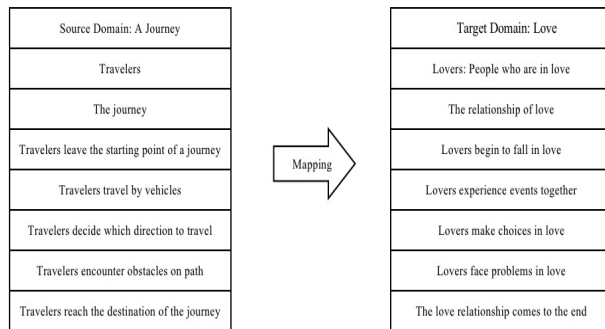 Source Domain: A Journey
Travelers
The journey
Travelers leave the starting point of a journey
Travelers travel by vehicles
Travelers decide which direction to travel
Travelers encounter obstacles on path
Travelers reach the destination of the journey
Mapping
Target Domain: Love
Lovers: People who are in love
The relationship of love
Lovers begin to fall in love
Lovers experience events together
Lovers make choices in love
Lovers face problems in love
The love relationship comes to the end